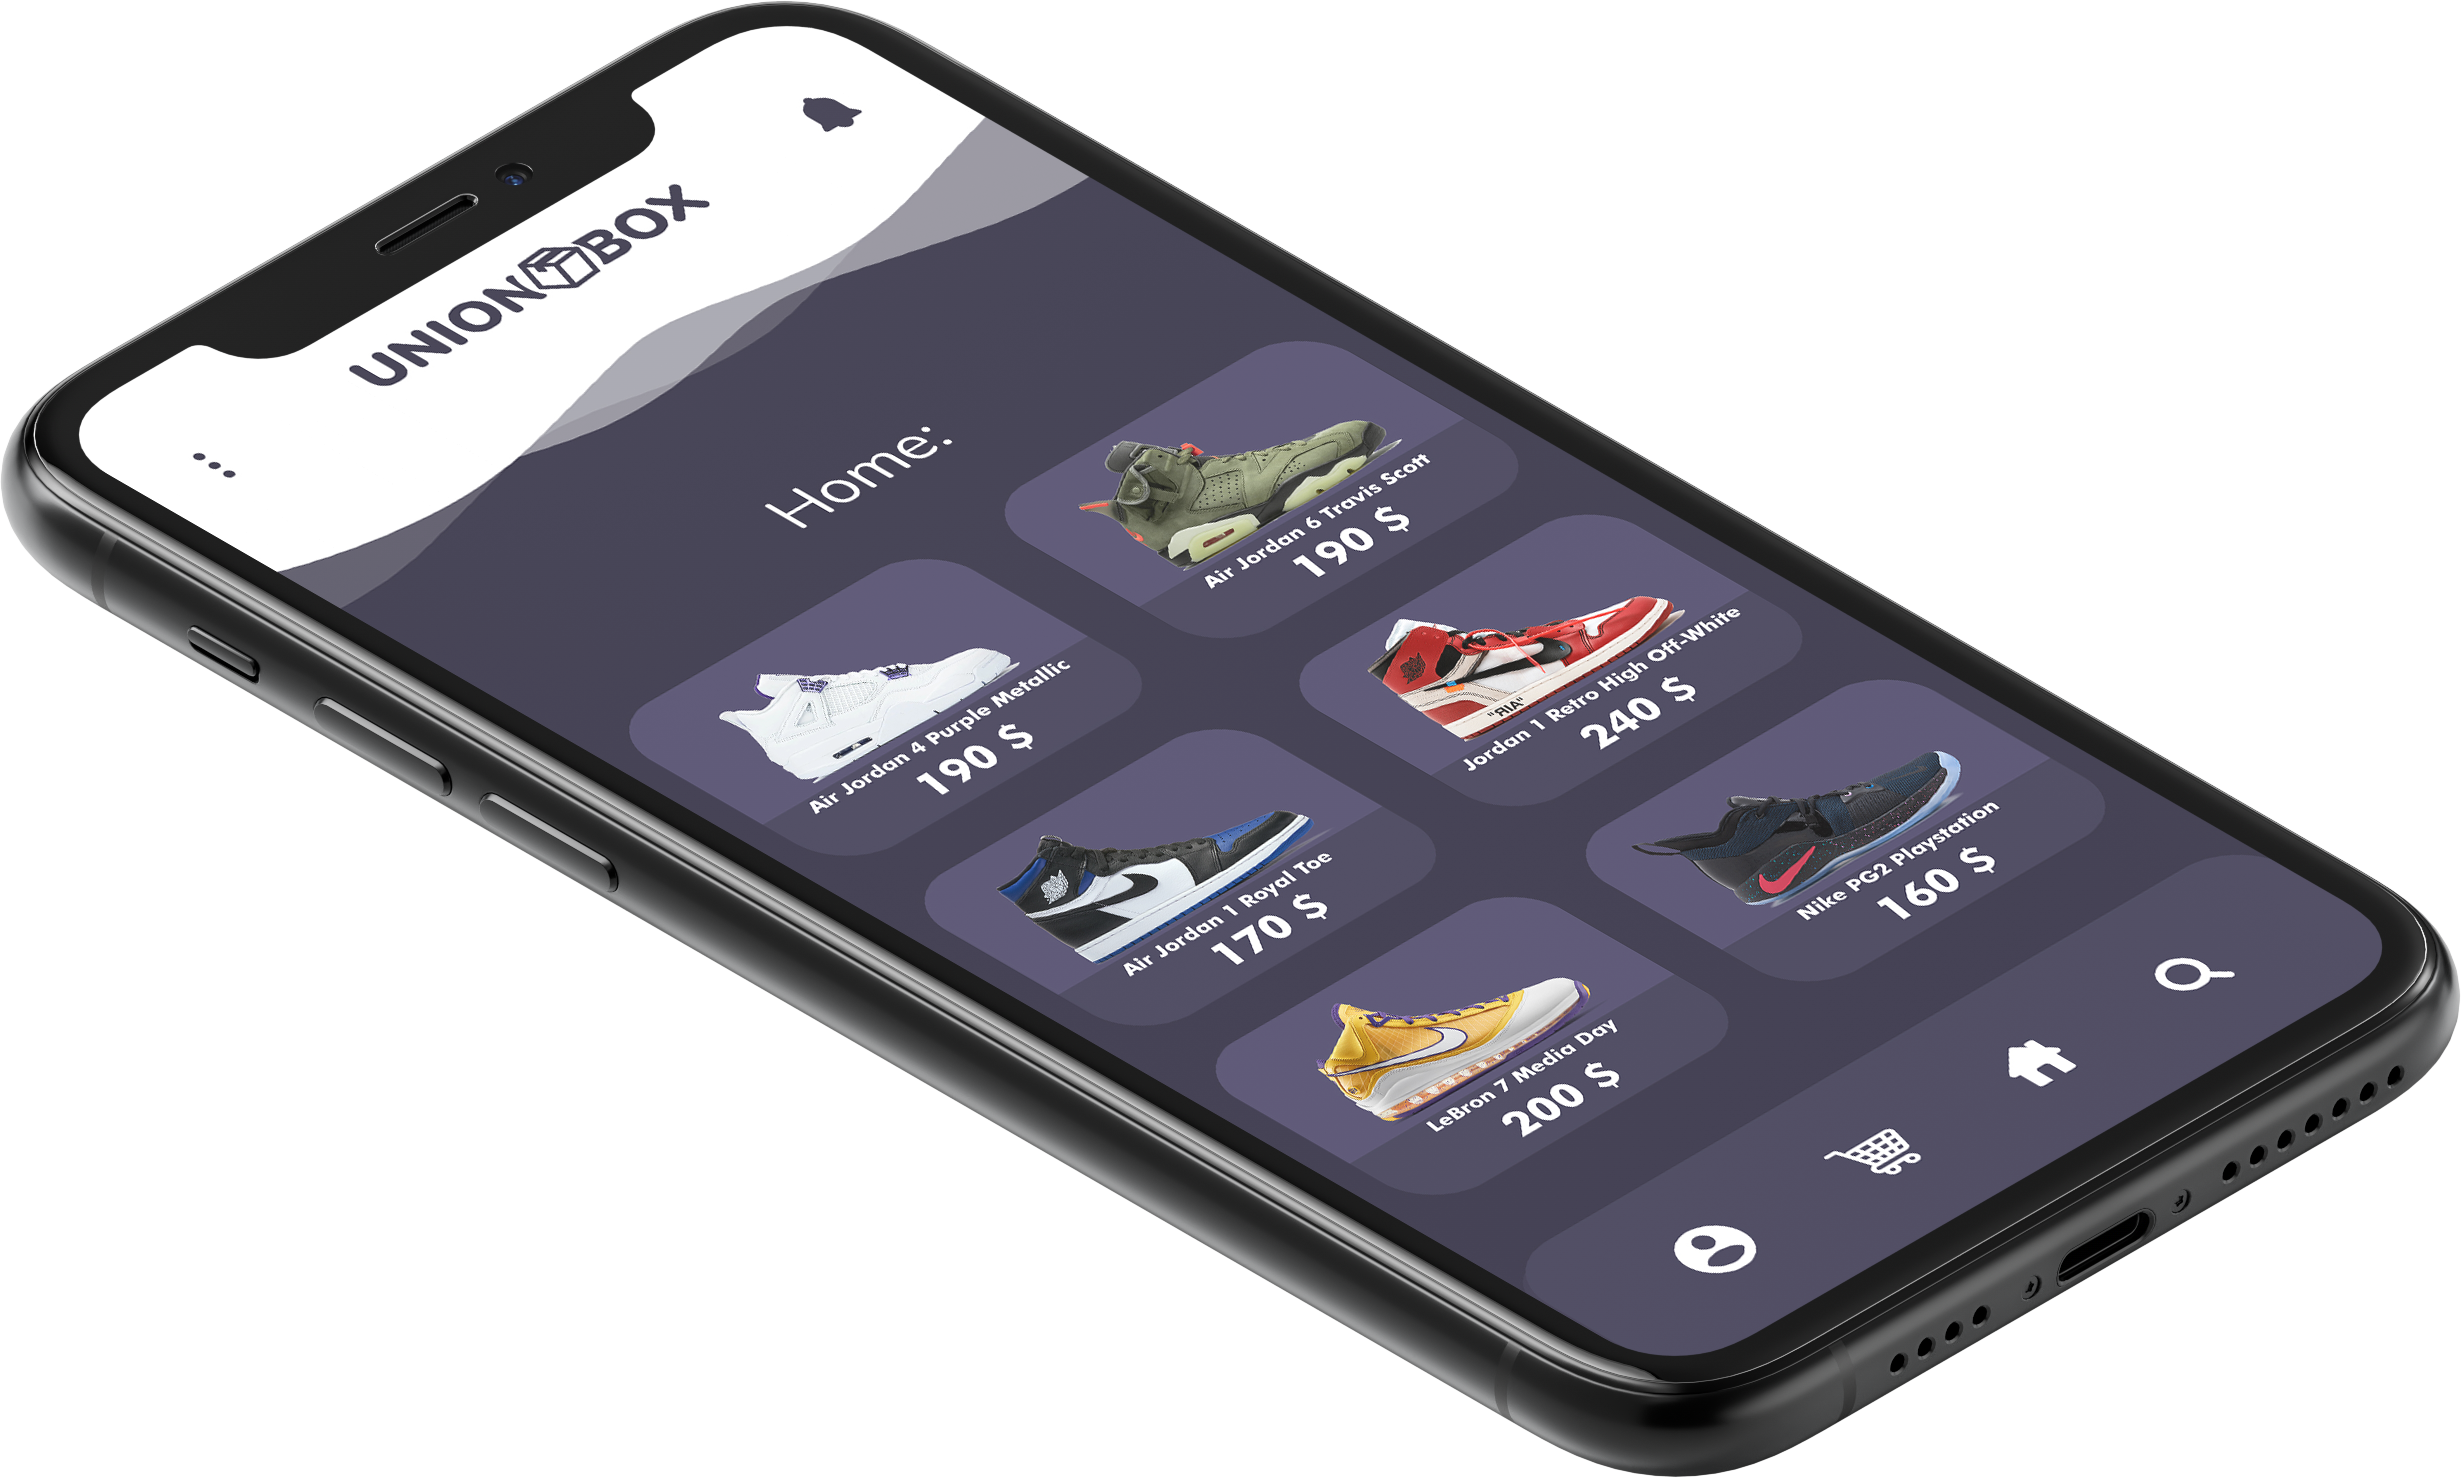 UNION BOX
Home:
Air Jordan 4 Purple Metallic
190 $
Air Jordan 6 Travis Scott
190 $
Air Jordan 1 Royal Toe
170 $
"AIR"
Jordan 1 Retro High Off-White
240 $
LeBron 7 Media Day
200 $
Nike PG2 Playstation
160 $